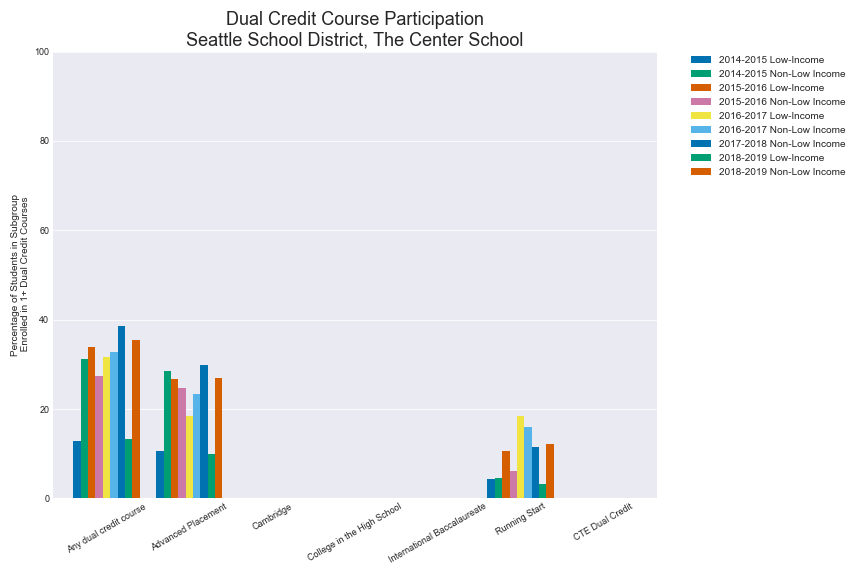 Dual Credit Course Participation
Seattle School District, The Center School
Percentage of Students in Subgroup
Enrolled in 1+ Dual Credit Courses
100
80
60
40
20
0
Any dual credit course
Advanced Placement
Cambridge
College in the High School
International Baccalaureate
Running Start
CTE Dual Credit
2014-2015 Low-Income
2014-2015 Non-Low Income
2015-2016 Low-Income
2015-2016 Non-Low Income
2016-2017 Low-Income
2016-2017 Non-Low Income
2017-2018 Non-Low Income
2018-2019 Low-Income
2018-2019 Non-Low Income